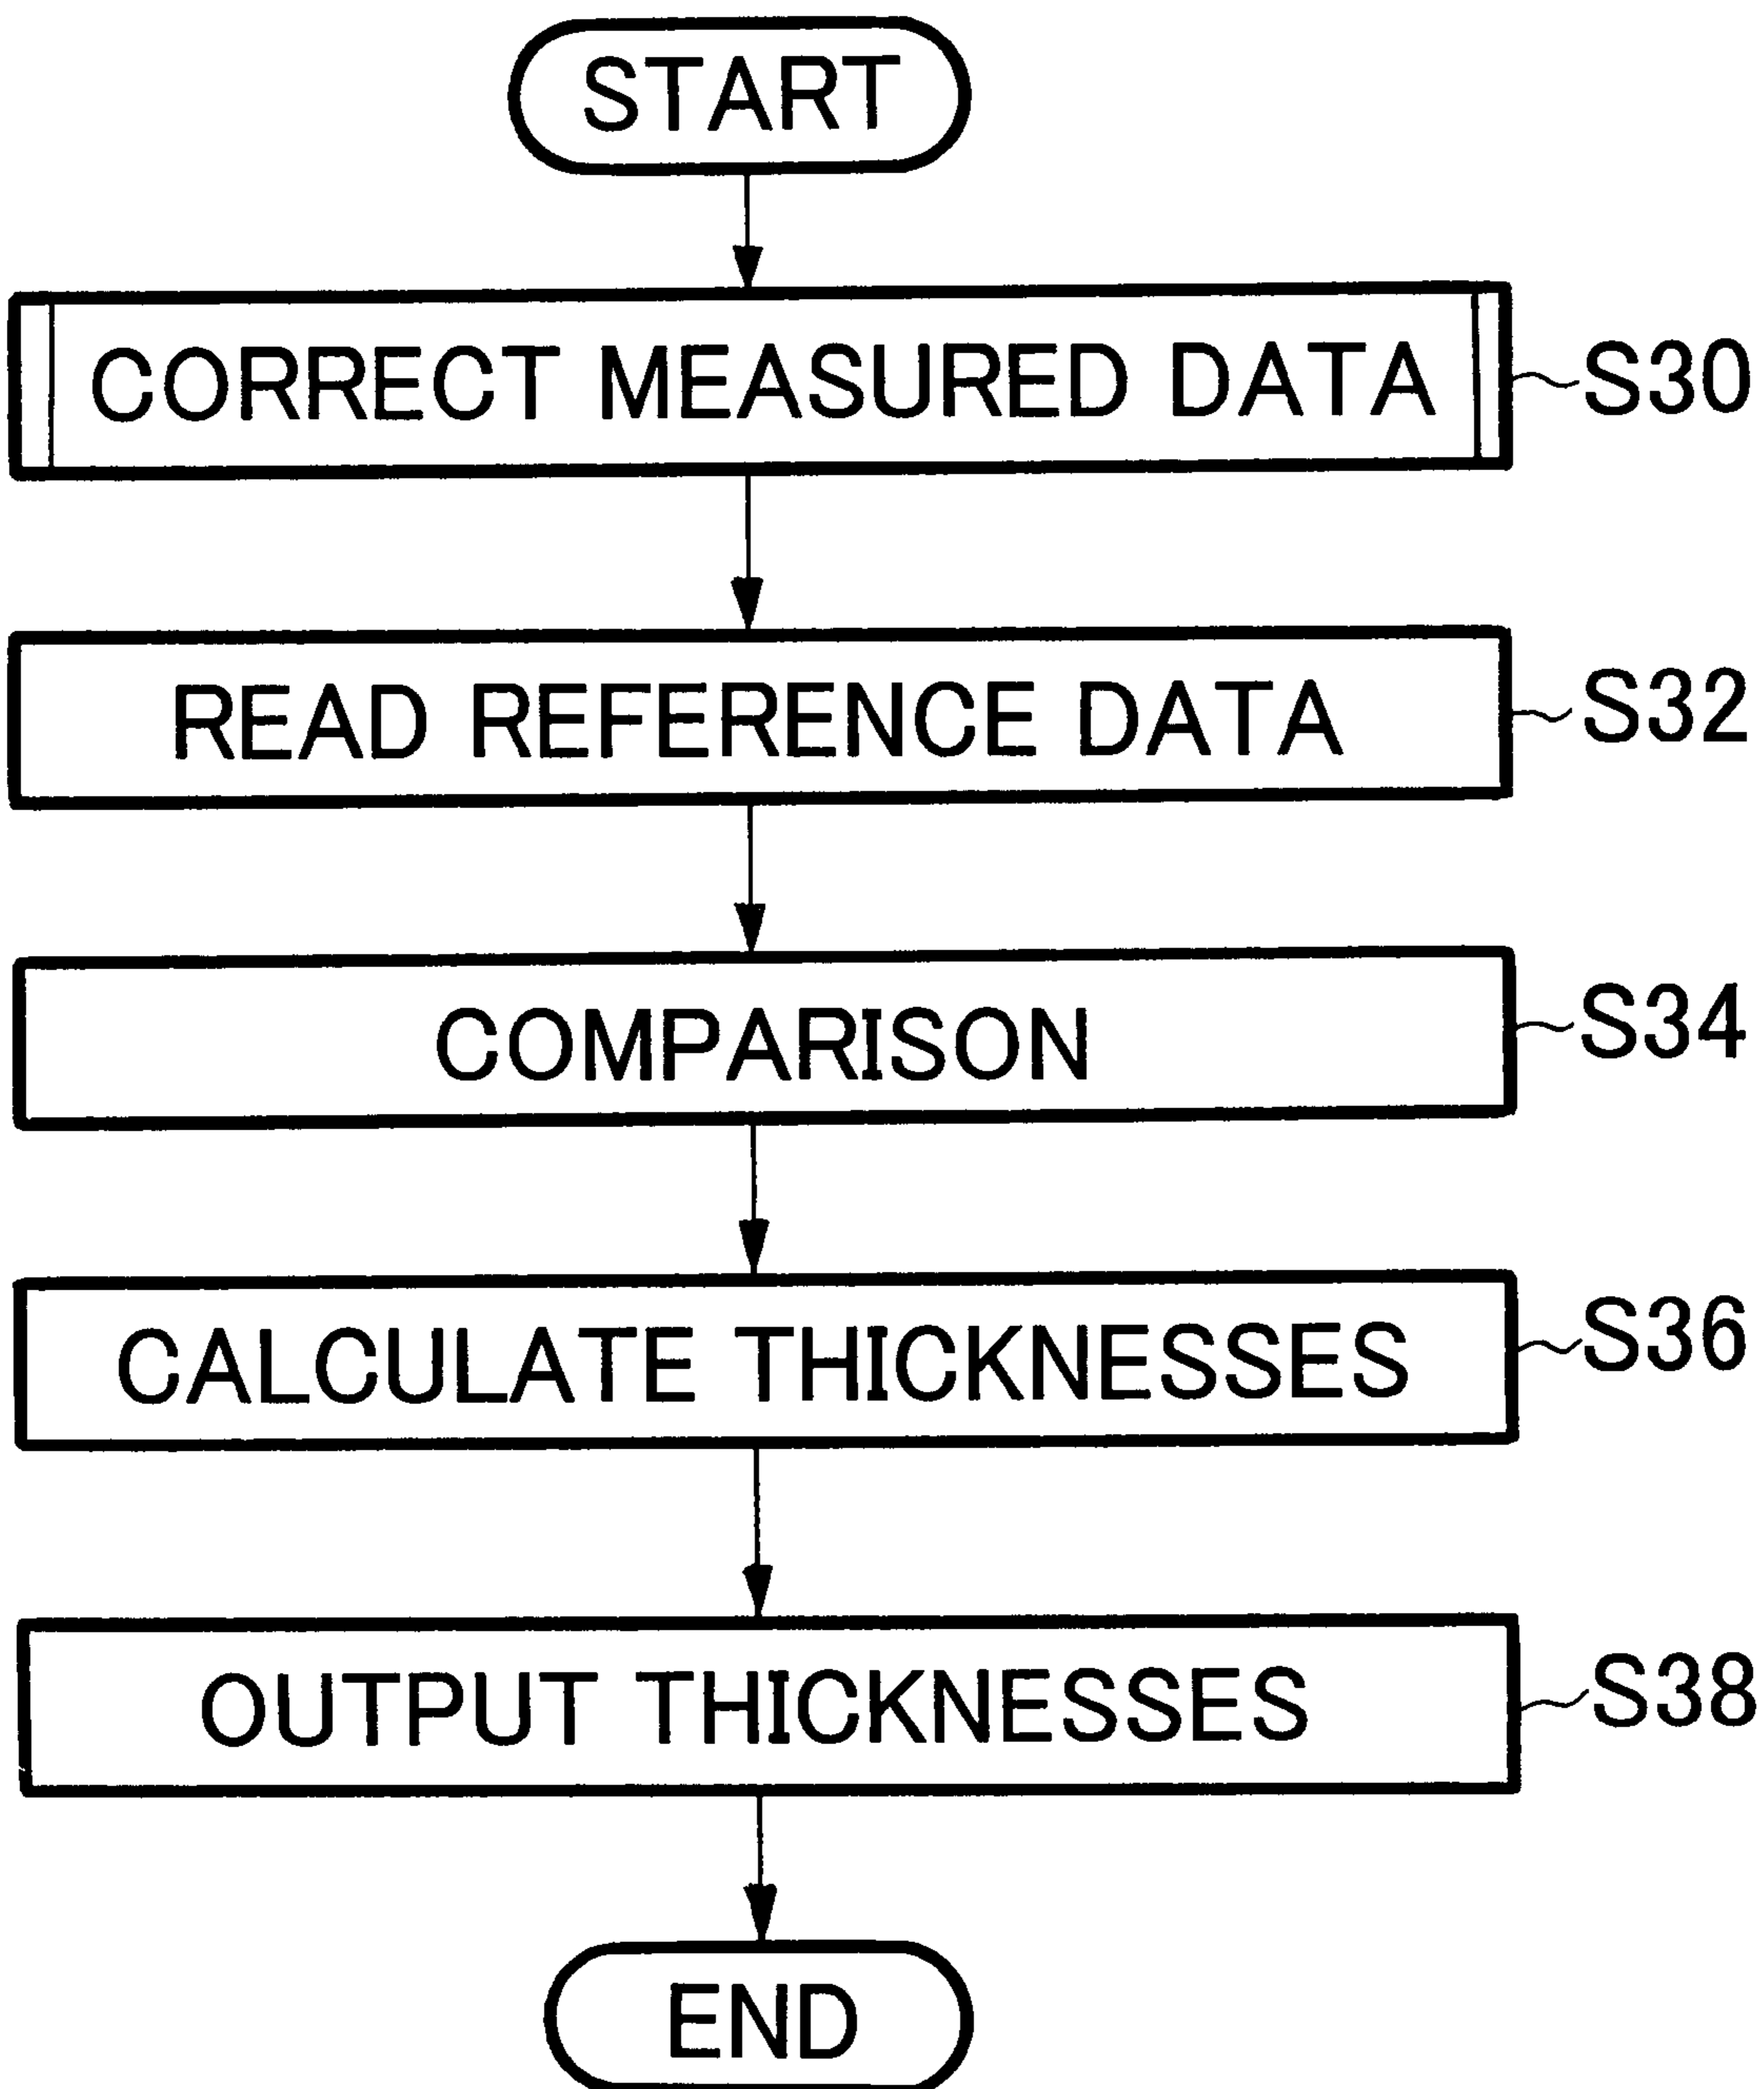 START
CORRECT MEASURED DATA S30
READ REFERENCE DATA S32
COMPARISON S34
CALCULATE THICKNESSES S36
OUTPUT THICKNESSES S38
END